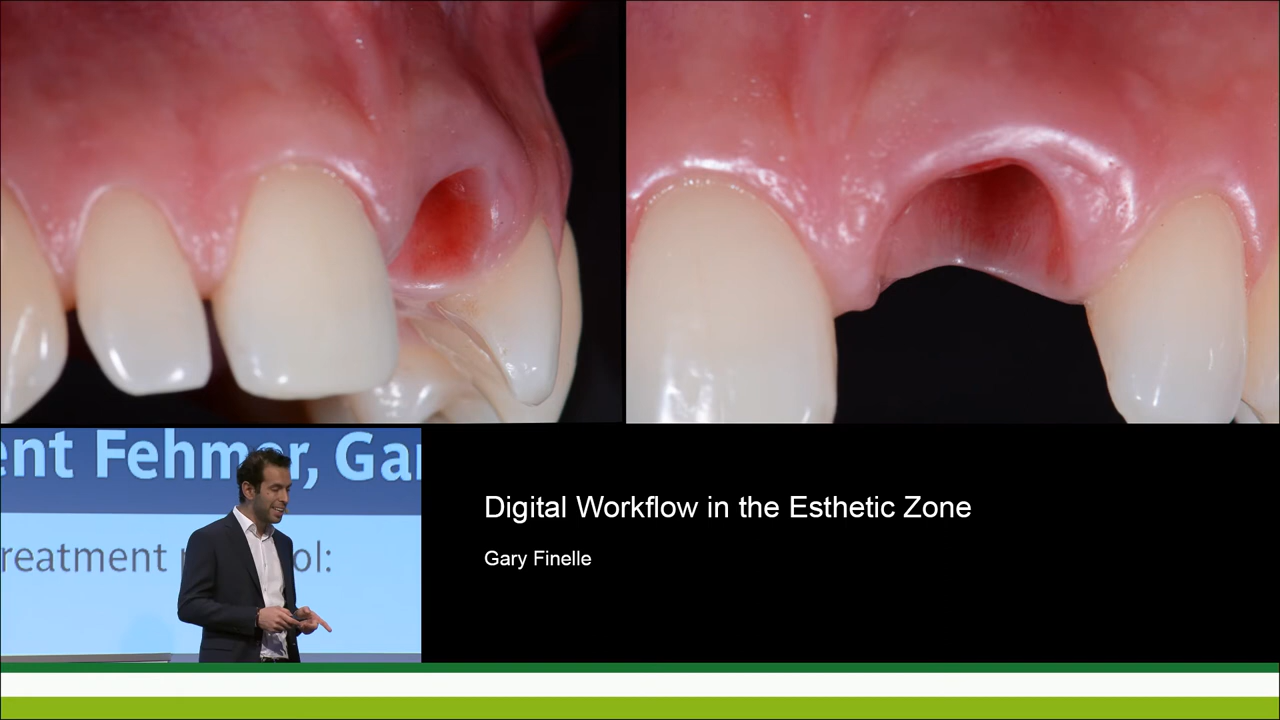 ent Fehmer, Gar
reatment
ol:
Digital Workflow in the Esthetic Zone
Gary Finelle